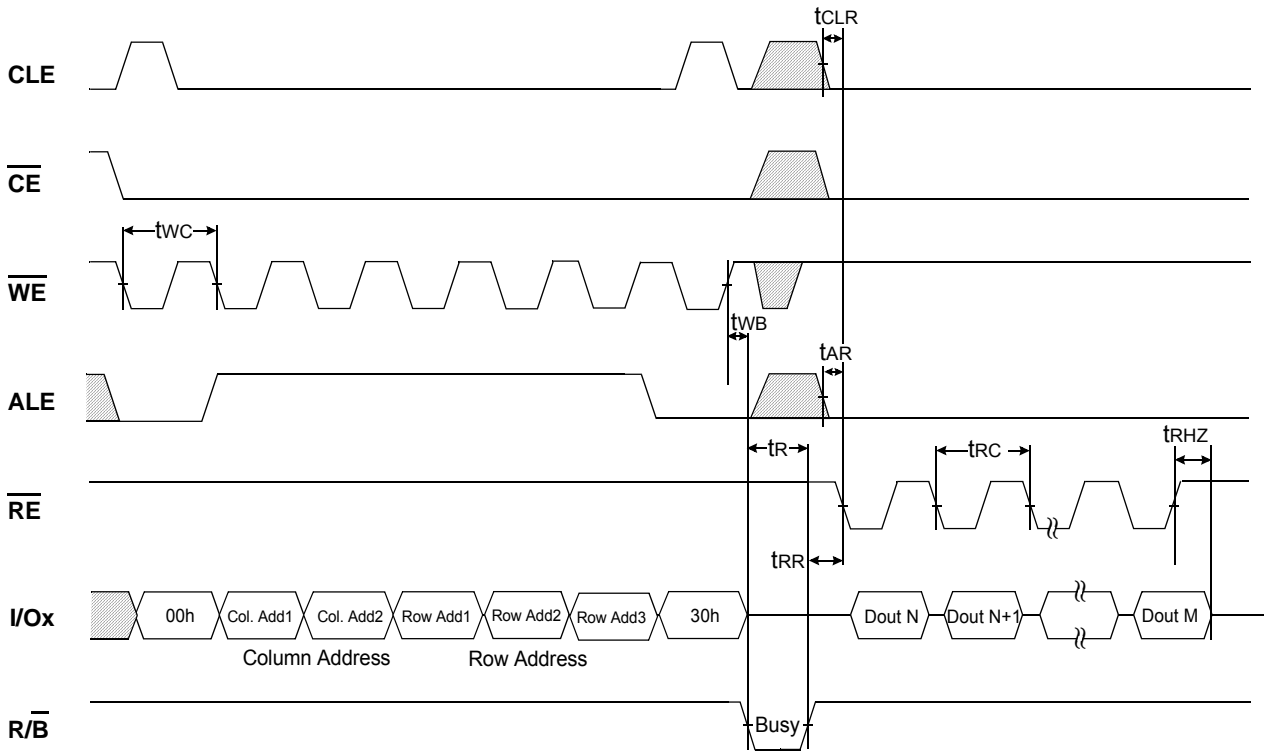 tCLR
CLE
CE
tWC
WE
tWB
tAR
ALE
tR
tRC
tRHZ
RE
tRR
I/Ox
00h
Col. Add1
Col. Add2
Row Add1
Row Add2
Row Add3
30h
Dout N
Dout N+1
Dout M
Column Address
Row Address
R/B
Busy